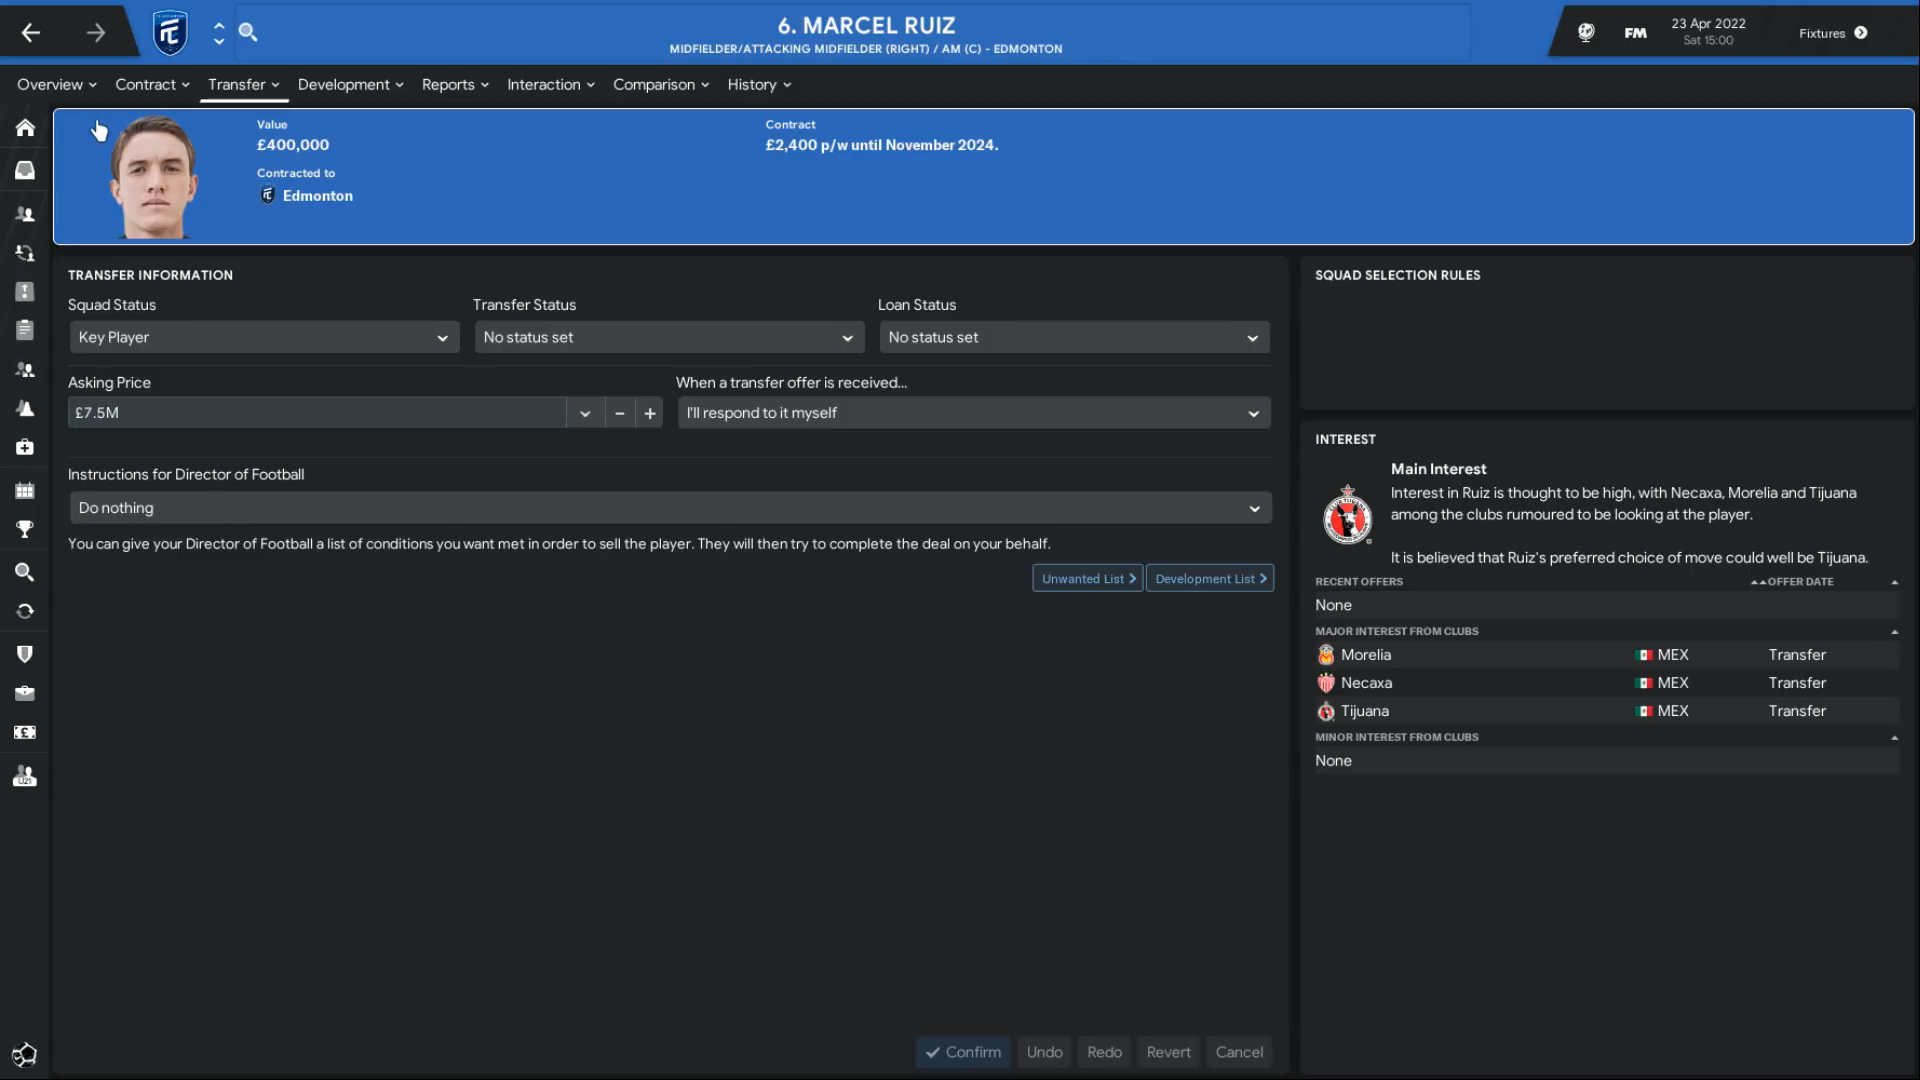 6. MARCEL RUIZ
MIDFIELDER/ATTACKING MIDFIELDER (RIGHT) / AM (C) - EDMONTON
FM
23 Apr 2022
Sat 15:00
Fixtures
Overview
Contract
Transfer
Development
Reports
Interaction
Comparison
History
Value
£400,000
Contracted to
Edmonton
Contract
£2,400 p/w until November 2024.
TRANSFER INFORMATION
Squad Status
Transfer Status
Loan Status
Key Player
No status set
No status set
Asking Price
When a transfer offer is received...
£7.5M
I'll respond to it myself
Instructions for Director of Football
Do nothing
You can give your Director of Football a list of conditions you want met in order to sell the player. They will then try to complete the deal on your behalf.
Unwanted List
Development List
Confirm
Undo
Redo
Revert
Cancel
SQUAD SELECTION RULES
INTEREST
Main Interest
Interest in Ruiz is thought to be high, with Necaxa, Morelia and Tijuana
among the clubs rumoured to be looking at the player.
It is believed that Ruiz's preferred choice of move could well be Tijuana.
RECENT OFFERS OFFER DATE
None
MAJOR INTEREST FROM CLUBS
Morelia MEX Transfer
Necaxa MEX Transfer
Tijuana MEX Transfer
MINOR INTEREST FROM CLUBS
None